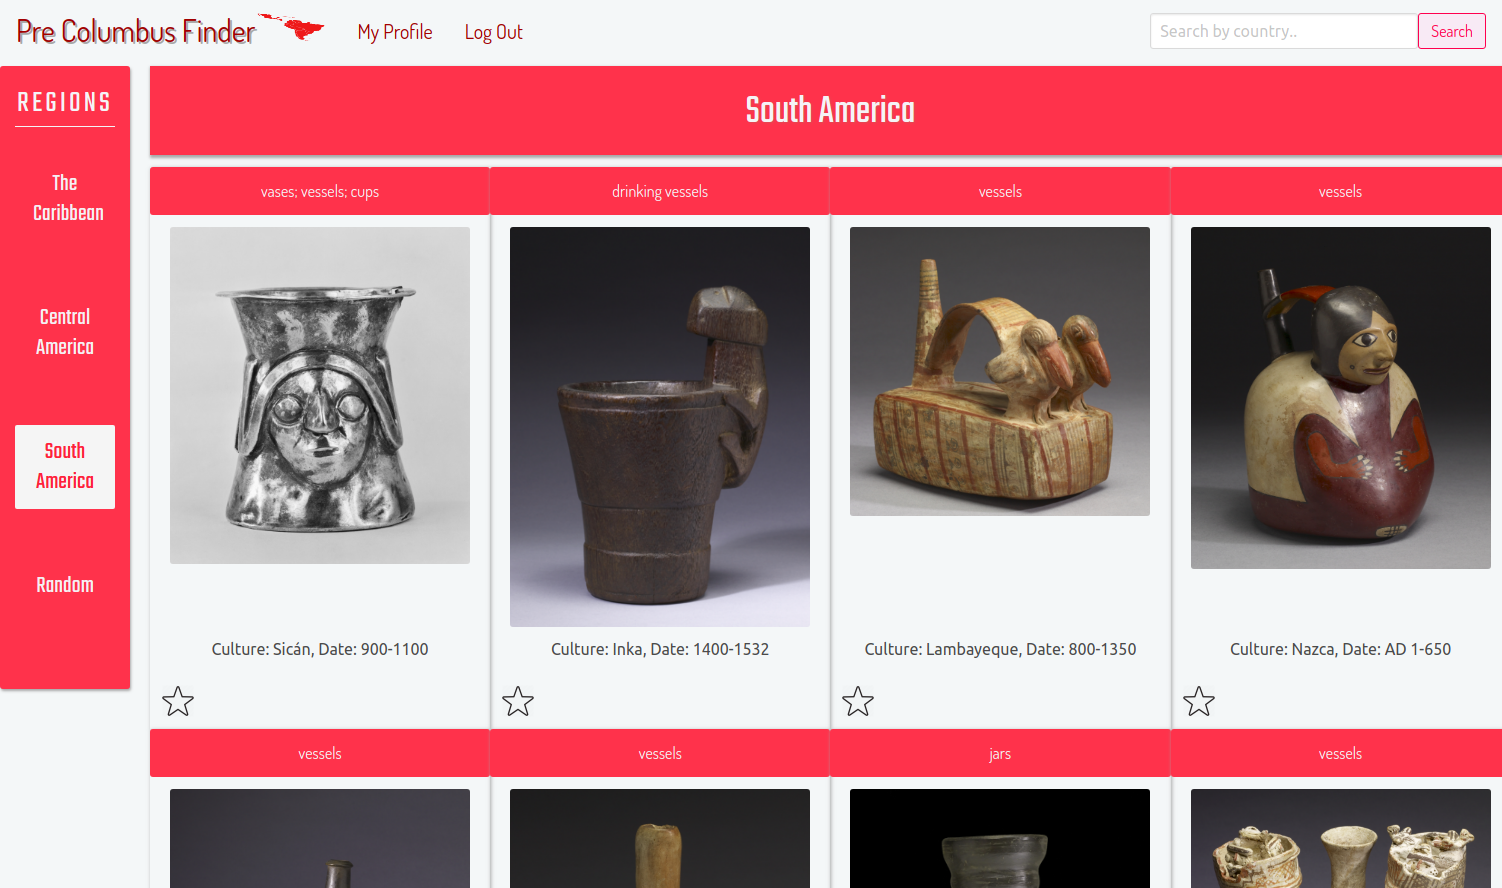 Pre Columbus Finder
My Profile
Log Out
Search by country..
Search
REGIONS
The
Caribbean
Central
America
South
America
Random
South America
vases; vessels; cups
drinking vessels
vessels
vessels
Culture: Sicán, Date: 900-1100
Culture: Inka, Date: 1400-1532
Culture: Lambayeque, Date: 800-1350
Culture: Nazca, Date: AD 1-650
vessels
vessels
jars
vessels